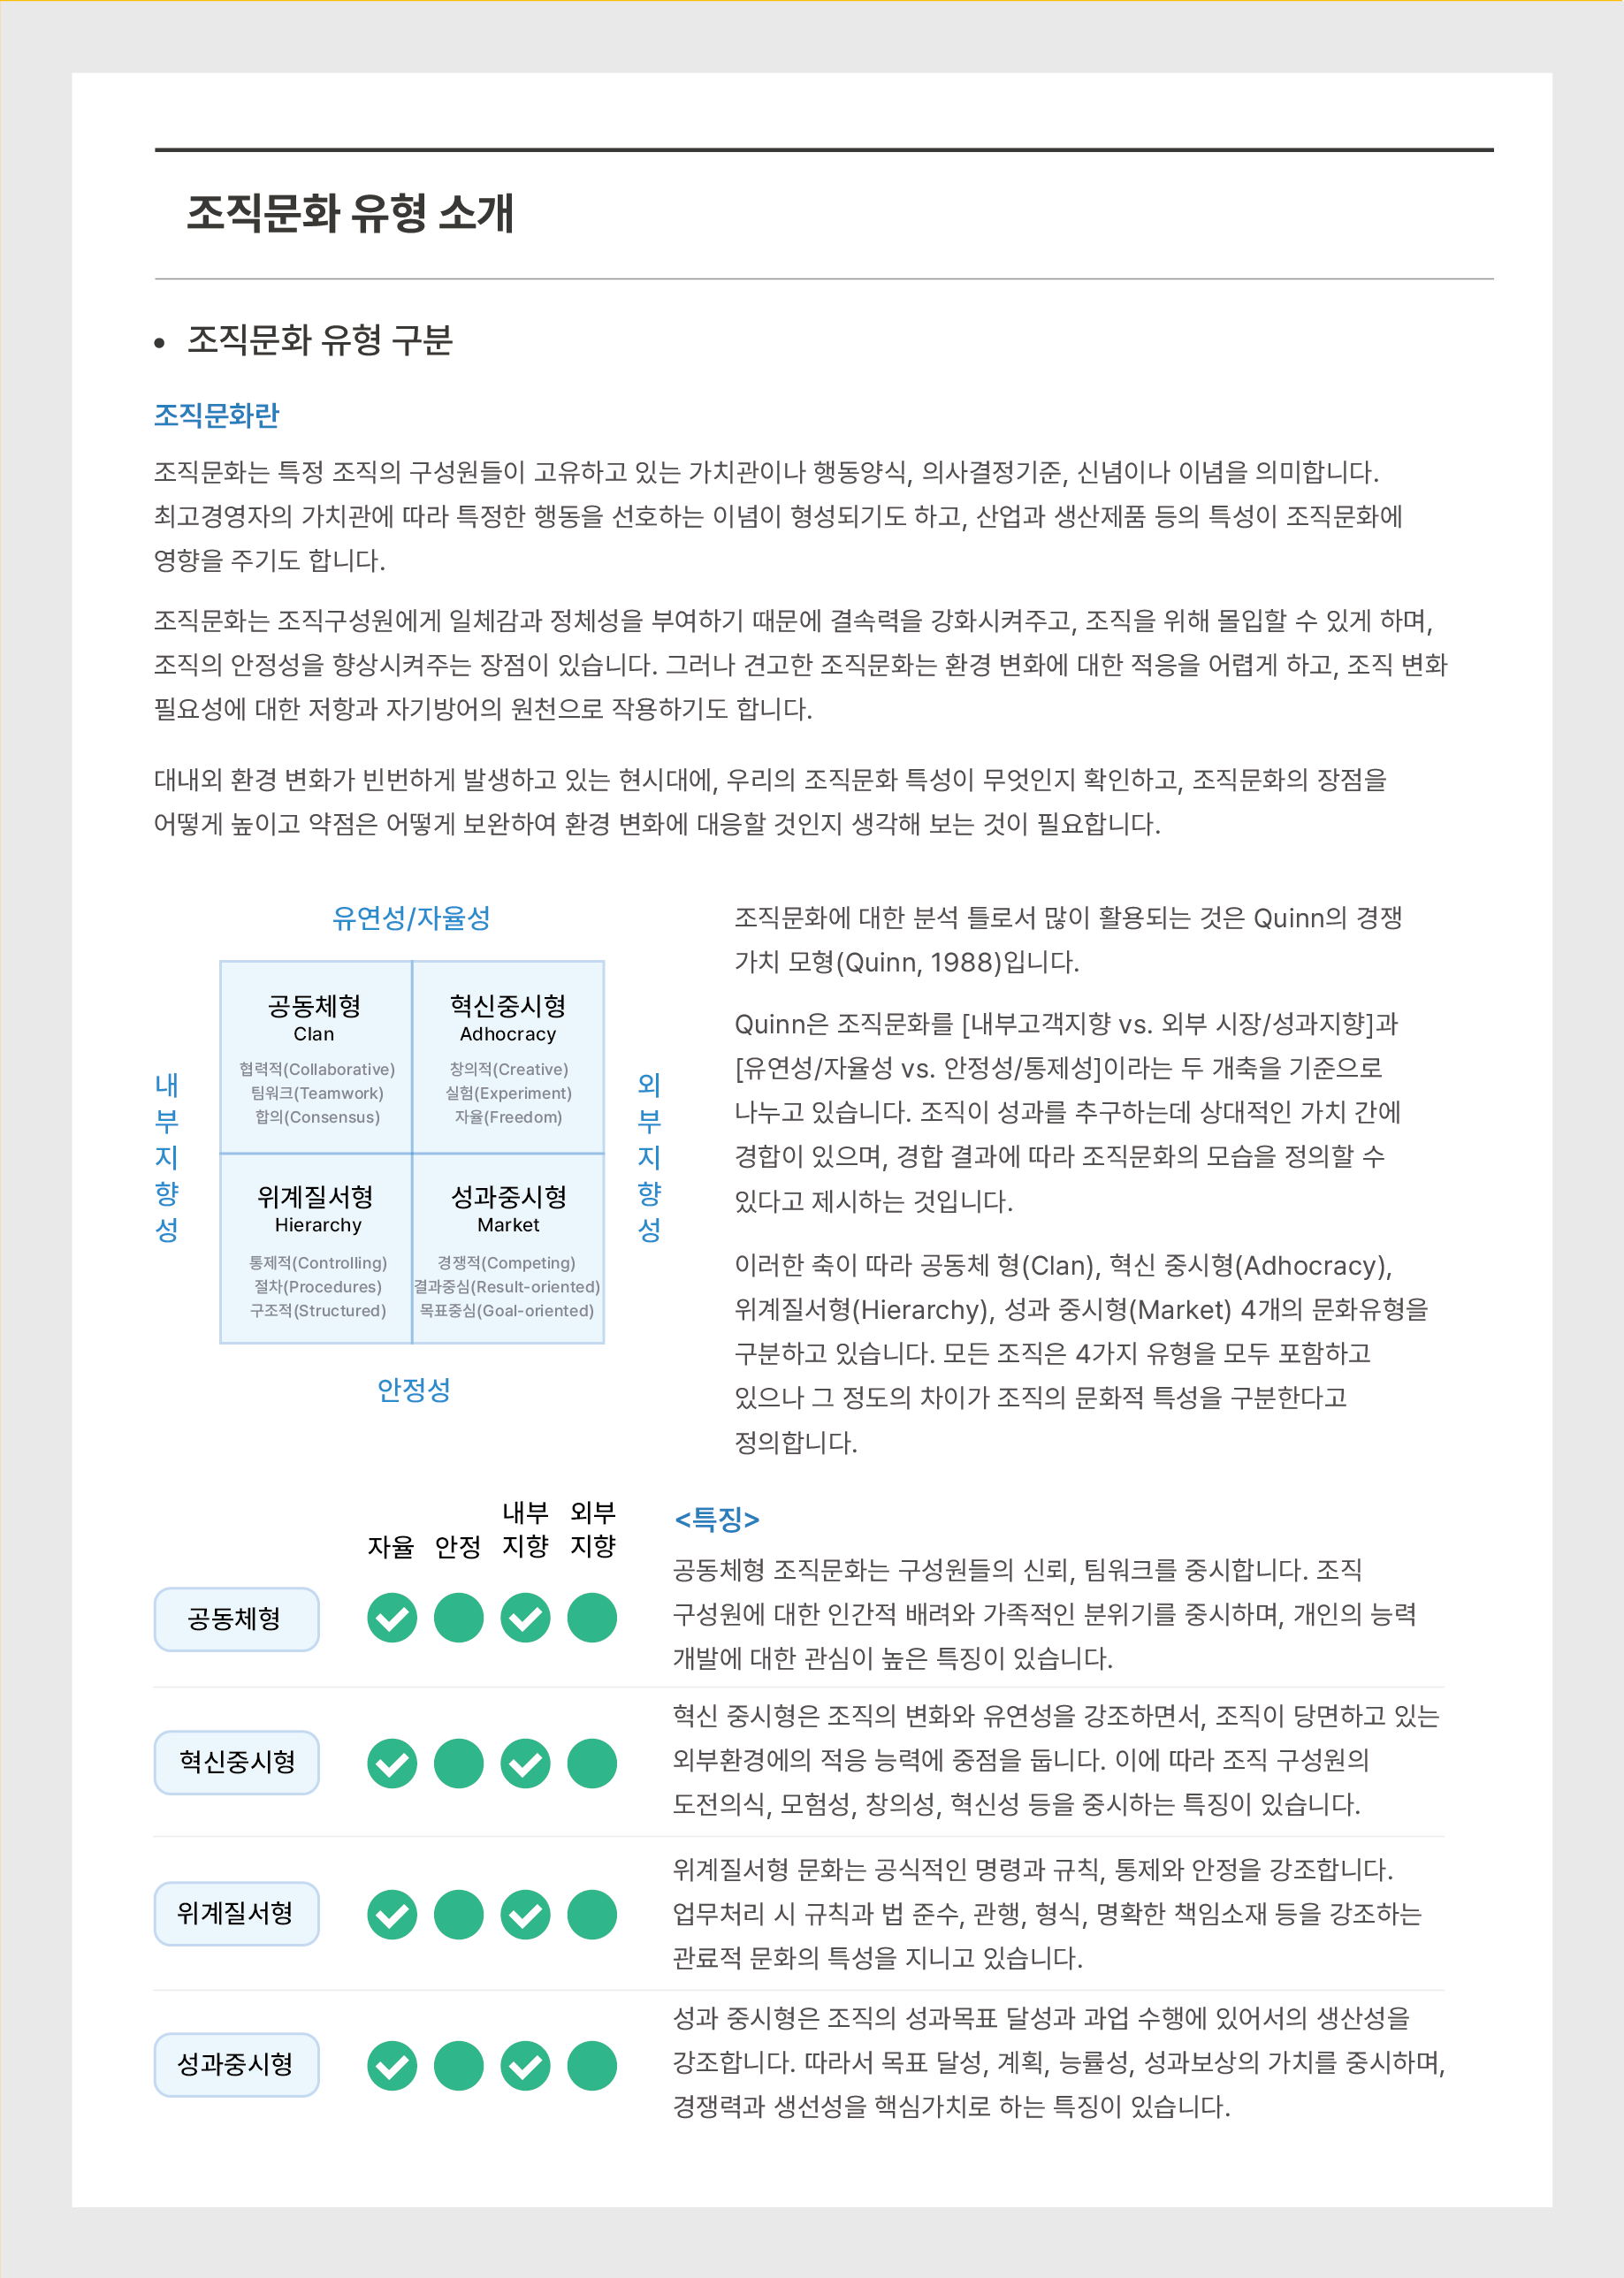 조직문화 유형 소개
• 조직문화 유형 구분
조직문화란
조직문화는 특정 조직의 구성원들이 고유하고 있는 가치관이나 행동양식, 의사결정기준, 신념이나 이념을 의미합니다.
최고경영자의 가치관에 따라 특정한 행동을 선호하는 이념이 형성되기도 하고, 산업과 생산제품 등의 특성이 조직문화에
영향을 주기도 합니다.
조직문화는 조직구성원에게 일체감과 정체성을 부여하기 때문에 결속력을 강화시켜주고, 조직을 위해 몰입할 수 있게 하며,
조직의 안정성을 향상시켜주는 장점이 있습니다. 그러나 견고한 조직문화는 환경 변화에 대한 적응을 어렵게 하고, 조직 변화
필요성에 대한 저항과 자기방어의 원천으로 작용하기도 합니다.
대내외 환경 변화가 빈번하게 발생하고 있는 현시대에, 우리의 조직문화 특성이 무엇인지 확인하고, 조직문화의 장점을
어떻게 높이고 약점은 어떻게 보완하여 환경 변화에 대응할 것인지 생각해 보는 것이 필요합니다.
유연성/자율성
내부지향성
공동체형
Clan
협력적(Collaborative)
팀워크(Teamwork)
합의(Consensus)
혁신중시형
Adhocracy
창의적(Creative)
실험(Experiment)
자율(Freedom)
위계질서형
Hierarchy
통제적(Controlling)
절차(Procedures)
구조적(Structured)
성과중시형
Market
경쟁적(Competing)
결과중심(Result-oriented)
목표중심(Goal-oriented)
외부지향성
안정성
조직문화에 대한 분석 틀로서 많이 활용되는 것은 Quinn의 경쟁
가치 모형(Quinn, 1988)입니다.
Quinn은 조직문화를 [내부고객지향 vs. 외부 시장/성과지향]과
[유연성/자율성 vs. 안정성/통제성]이라는 두 개축을 기준으로
나누고 있습니다. 조직이 성과를 추구하는데 상대적인 가치 간에
경합이 있으며, 경합 결과에 따라 조직문화의 모습을 정의할 수
있다고 제시하는 것입니다.
이러한 축이 따라 공동체 형(Clan), 혁신 중시형(Adhocracy),
위계질서형(Hierarchy), 성과 중시형(Market) 4개의 문화유형을
구분하고 있습니다. 모든 조직은 4가지 유형을 모두 포함하고
있으나 그 정도의 차이가 조직의 문화적 특성을 구분한다고
정의합니다.
자율 안정 내부 지향 외부 지향
<특징>
공동체형
공동체형 조직문화는 구성원들의 신뢰, 팀워크를 중시합니다. 조직
구성원에 대한 인간적 배려와 가족적인 분위기를 중시하며, 개인의 능력
개발에 대한 관심이 높은 특징이 있습니다.
혁신중시형
혁신 중시형은 조직의 변화와 유연성을 강조하면서, 조직이 당면하고 있는
외부환경에의 적응 능력에 중점을 둡니다. 이에 따라 조직 구성원의
도전의식, 모험성, 창의성, 혁신성 등을 중시하는 특징이 있습니다.
위계질서형
위계질서형 문화는 공식적인 명령과 규칙, 통제와 안정을 강조합니다.
업무처리 시 규칙과 법 준수, 관행, 형식, 명확한 책임소재 등을 강조하는
관료적 문화의 특성을 지니고 있습니다.
성과중시형
성과 중시형은 조직의 성과목표 달성과 과업 수행에 있어서의 생산성을
강조합니다. 따라서 목표 달성, 계획, 능률성, 성과보상의 가치를 중시하며,
경쟁력과 생선성을 핵심가치로 하는 특징이 있습니다.